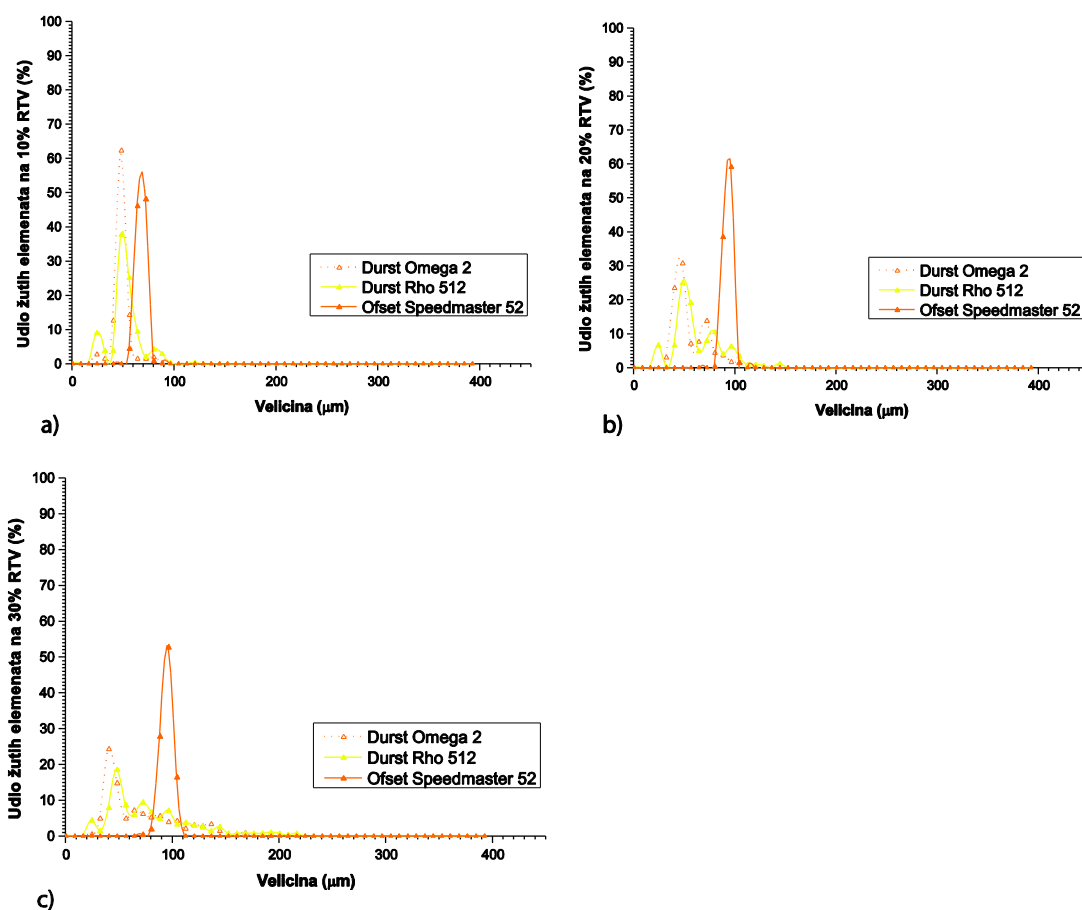 Udio žutih elemenata na 10% RTV (%)
100
90
80
70
60
50
40
30
20
10
0
0 100 200 300 400
Velicina (μm)
Durst Omega 2
Durst Rho 512
Ofset Speedmaster 52
a)
Udio žutih elemenata na 20% RTV (%)
100
90
80
70
60
50
40
30
20
10
0
0 100 200 300 400
Velicina (μm)
Durst Omega 2
Durst Rho 512
Ofset Speedmaster 52
b)
Udio žutih elemenata na 30% RTV (%)
100
90
80
70
60
50
40
30
20
10
0
0 100 200 300 400
Velicina (μm)
Durst Omega 2
Durst Rho 512
Ofset Speedmaster 52
c)